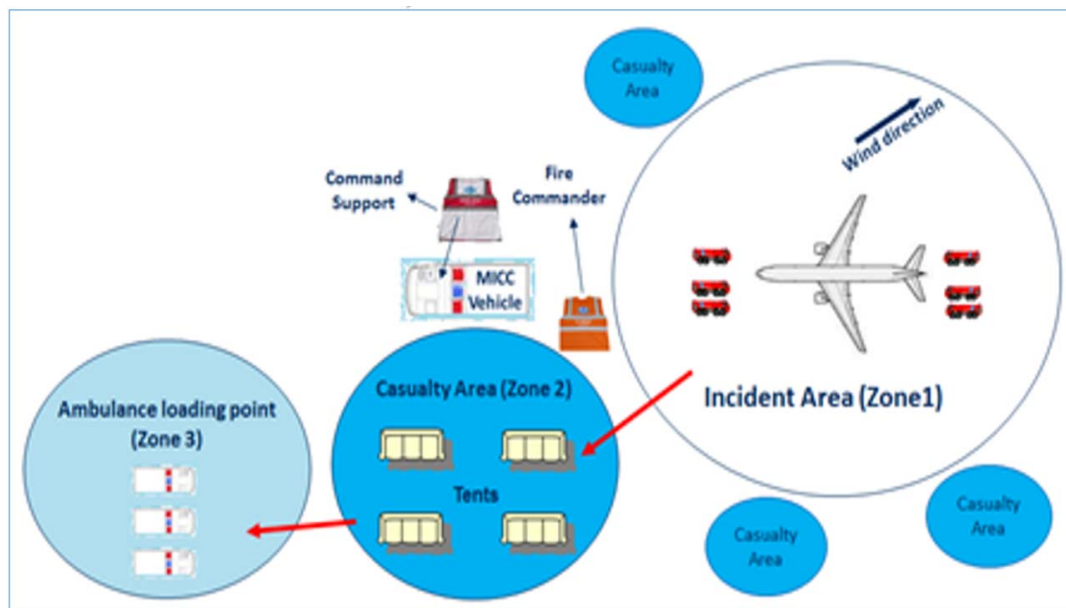 Casualty
Area
Wind direction
Command
Support
Fire
Commander
MICC
Vehicle
Casualty Area (Zone 2)
Incident Area (Zone1)
Ambulance loading point
(Zone 3)
Tents
Casualty
Area
Casualty
Area